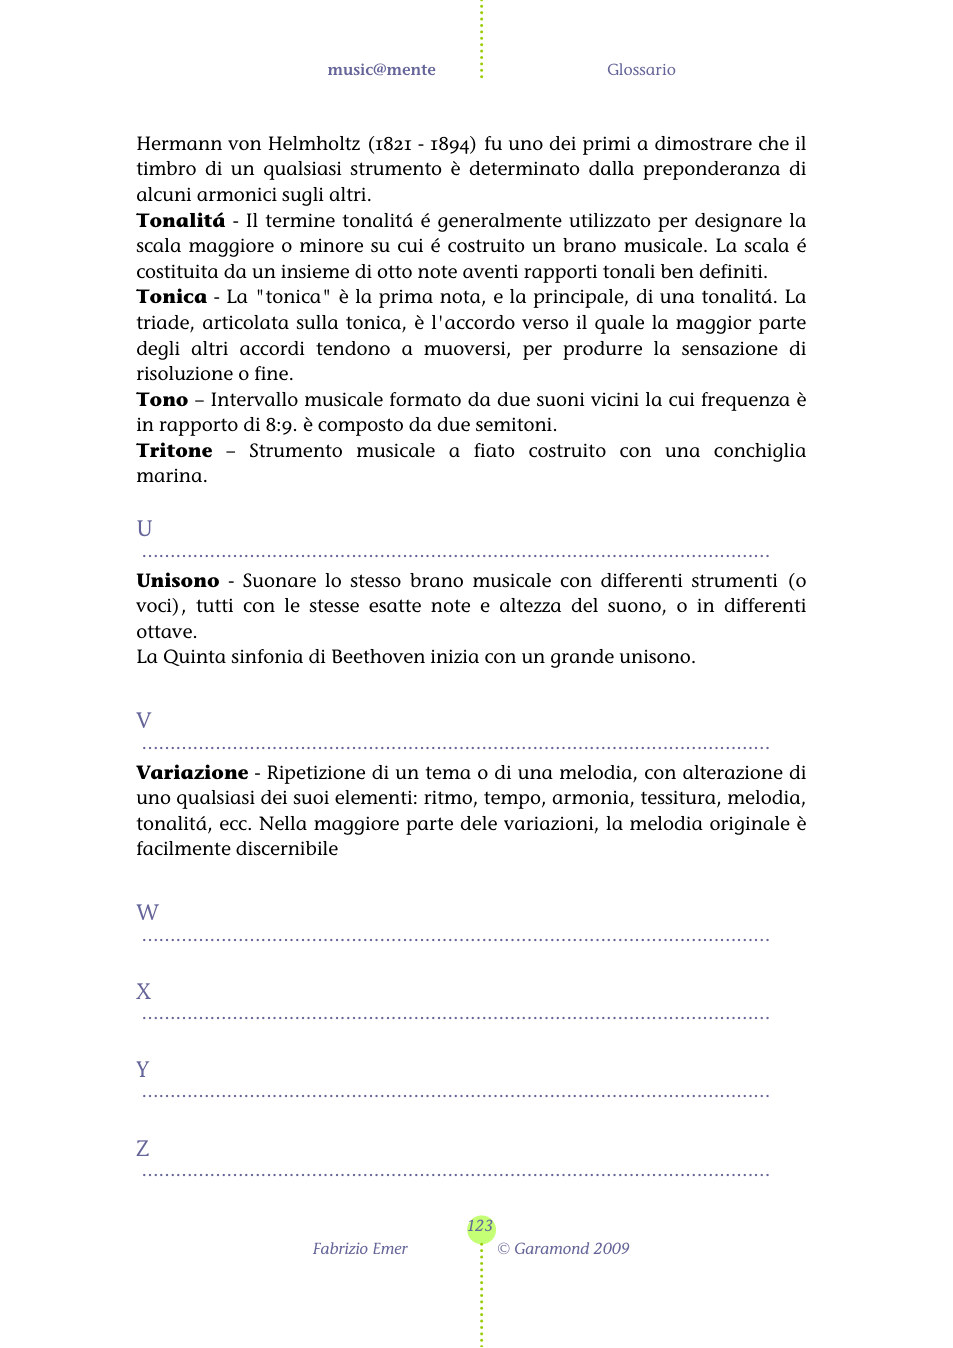 music@mente Glossario
Hermann von Helmholtz (1821 - 1894) fu uno dei primi a dimostrare che il
timbro di un qualsiasi strumento è determinato dalla preponderanza di
alcuni armonici sugli altri.
Tonalitá - Il termine tonalitá é generalmente utilizzato per designare la
scala maggiore o minore su cui é costruito un brano musicale. La scala é
costituita da un insieme di otto note aventi rapporti tonali ben definiti.
Tonica - La "tonica" è la prima nota, e la principale, di una tonalitá. La
triade, articolata sulla tonica, è l'accordo verso il quale la maggior parte
degli altri accordi tendono a muoversi, per produrre la sensazione di
risoluzione o fine.
Tono – Intervallo musicale formato da due suoni vicini la cui frequenza è
in rapporto di 8:9. è composto da due semitoni.
Tritone – Strumento musicale a fiato costruito con una conchiglia
marina.
U
Unisono - Suonare lo stesso brano musicale con differenti strumenti (o
voci), tutti con le stesse esatte note e altezza del suono, o in differenti
ottave.
La Quinta sinfonia di Beethoven inizia con un grande unisono.
V
Variazione - Ripetizione di un tema o di una melodia, con alterazione di
uno qualsiasi dei suoi elementi: ritmo, tempo, armonia, tessitura, melodia,
tonalitá, ecc. Nella maggiore parte dele variazioni, la melodia originale è
facilmente discernibile
W
X
Y
Z
123
Fabrizio Emer © Garamond 2009